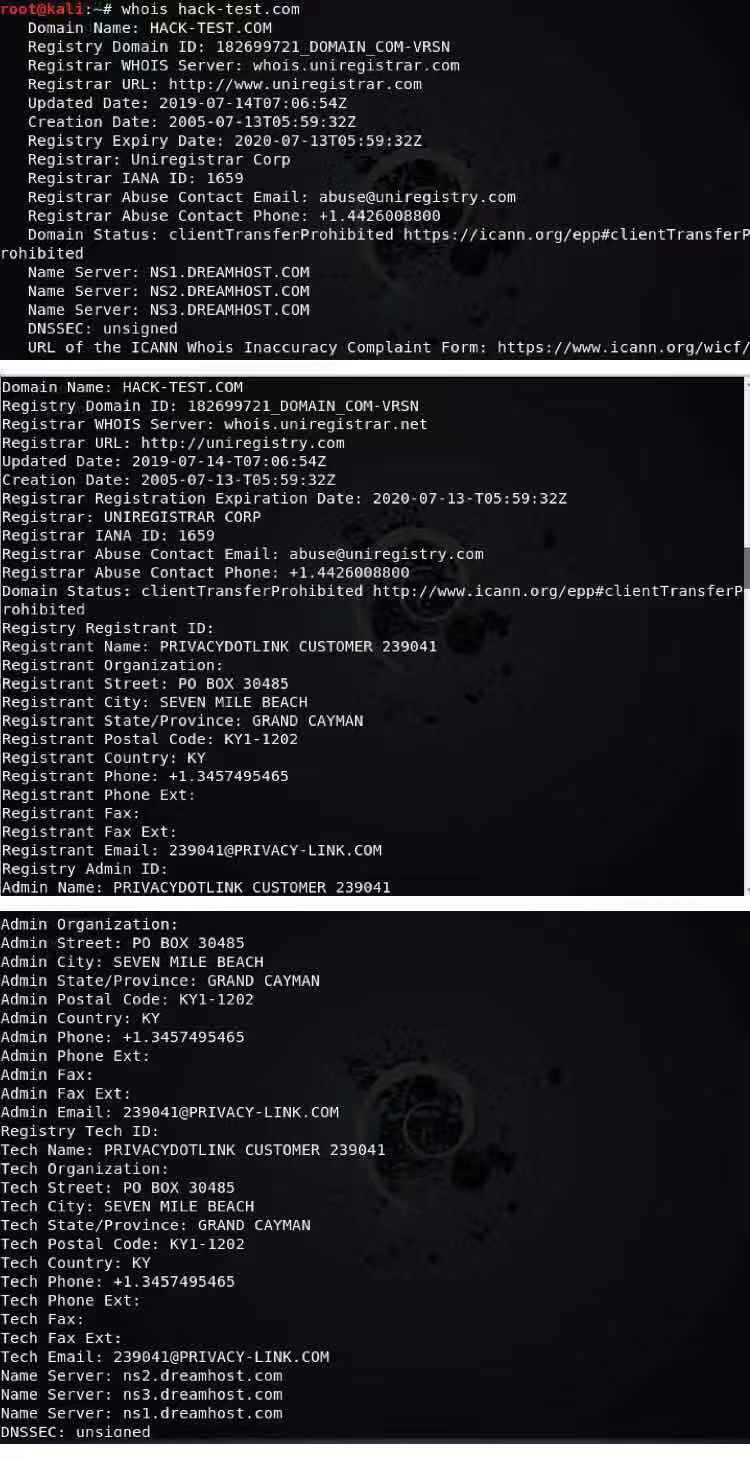 root@kali:~# whois hack-test.com
Domain Name: HACK-TEST.COM
Registry Domain ID: 182699721_DOMAIN_COM-VRSN
Registrar WHOIS Server: whois.uniregistrar.com
Registrar URL: http://www.uniregistrar.com
Updated Date: 2019-07-14T07:06:54Z
Creation Date: 2005-07-13T05:59:32Z
Registry Expiry Date: 2020-07-13T05:59:32Z
Registrar: Uniregistrar Corp
Registrar IANA ID: 1659
Registrar Abuse Contact Email: abuse@uniregistry.com
Registrar Abuse Contact Phone: +1.4426008800
Domain Status: clientTransferProhibited https://icann.org/epp#clientTransferP
rohibited
Name Server: NS1.DREAMHOST.COM
Name Server: NS2.DREAMHOST.COM
Name Server: NS3.DREAMHOST.COM
DNSSEC: unsigned
URL of the ICANN Whois Inaccuracy Complaint Form: https://www.icann.org/wicf/
Domain Name: HACK-TEST.COM
Registry Domain ID: 182699721_DOMAIN_COM-VRSN
Registrar WHOIS Server: whois.uniregistrar.net
Registrar URL: http://uniregistry.com
Updated Date: 2019-07-14-T07:06:54Z
Creation Date: 2005-07-13-T05:59:32Z
Registrar Registration Expiration Date: 2020-07-13-T05:59:32Z
Registrar: UNIREGISTRAR CORP
Registrar IANA ID: 1659
Registrar Abuse Contact Email: abuse@uniregistry.com
Registrar Abuse Contact Phone: +1.4426008800
Domain Status: clientTransferProhibited http://www.icann.org/epp#clientTransferP
rohibited
Registry Registrant ID:
Registrant Name: PRIVACYDOTLINK CUSTOMER 239041
Registrant Organization:
Registrant Street: PO BOX 30485
Registrant City: SEVEN MILE BEACH
Registrant State/Province: GRAND CAYMAN
Registrant Postal Code: KY1-1202
Registrant Country: KY
Registrant Phone: +1.3457495465
Registrant Phone Ext:
Registrant Fax:
Registrant Fax Ext:
Registrant Email: 239041@PRIVACY-LINK.COM
Registry Admin ID:
Admin Name: PRIVACYDOTLINK CUSTOMER 239041
Admin Organization:
Admin Street: PO BOX 30485
Admin City: SEVEN MILE BEACH
Admin State/Province: GRAND CAYMAN
Admin Postal Code: KY1-1202
Admin Country: KY
Admin Phone: +1.3457495465
Admin Phone Ext:
Admin Fax:
Admin Fax Ext:
Admin Email: 239041@PRIVACY-LINK.COM
Registry Tech ID:
Tech Name: PRIVACYDOTLINK CUSTOMER 239041
Tech Organization:
Tech Street: PO BOX 30485
Tech City: SEVEN MILE BEACH
Tech State/Province: GRAND CAYMAN
Tech Postal Code: KY1-1202
Tech Country: KY
Tech Phone: +1.3457495465
Tech Phone Ext:
Tech Fax:
Tech Fax Ext:
Tech Email: 239041@PRIVACY-LINK.COM
Name Server: ns2.dreamhost.com
Name Server: ns3.dreamhost.com
Name Server: ns1.dreamhost.com
DNSSEC: unsigned